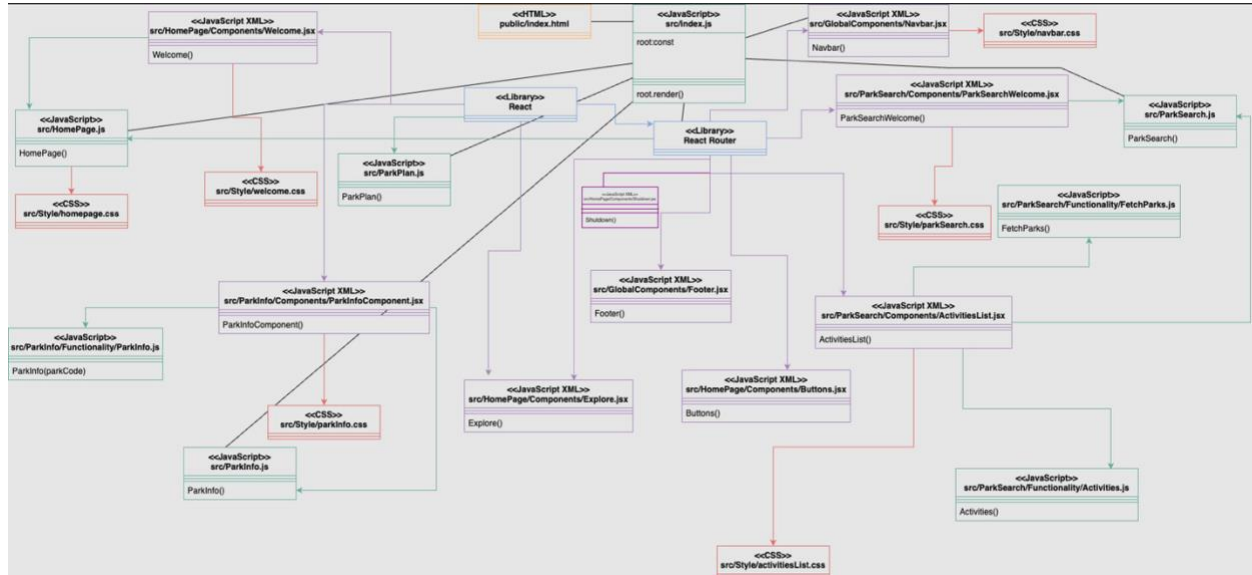 <<JavaScript XML>>
src/HomePage/Components/Welcome.jsx
Welcome()
<<HTML>>
public/index.html
<<JavaScript>>
src/index.js
root:const
root.render()
<<JavaScript XML>>
src/GlobalComponents/Navbar.jsx
Navbar()
<<CSS>>
src/Style/navbar.css
<<JavaScript>>
src/HomePage.js
HomePage()
<<Library>>
React
<<Library>>
React Router
<<JavaScript XML>>
src/ParkSearch/Components/ParkSearchWelcome.jsx
ParkSearchWelcome()
<<JavaScript>>
src/ParkSearch.js
ParkSearch()
<<CSS>>
src/Style/homepage.css
<<CSS>>
src/Style/welcome.css
<<JavaScript>>
src/ParkPlan.js
ParkPlan()
<<JavaScript XML>>
Shutdown()
<<CSS>>
src/Style/parkSearch.css
<<JavaScript>>
src/ParkSearch/Functionality/FetchParks.js
FetchParks()
<<JavaScript XML>>
src/ParkInfo/Components/ParkInfoComponent.jsx
ParkInfoComponent()
<<JavaScript XML>>
src/GlobalComponents/Footer.jsx
Footer()
<<JavaScript XML>>
src/ParkSearch/Components/ActivitiesList.jsx
ActivitiesList()
<<JavaScript>>
src/ParkInfo/Functionality/ParkInfo.js
ParkInfo(parkCode)
<<CSS>>
src/Style/parkInfo.css
<<JavaScript XML>>
src/HomePage/Components/Explore.jsx
Explore()
<<JavaScript XML>>
src/HomePage/Components/Buttons.jsx
Buttons()
<<JavaScript>>
src/ParkInfo.js
ParkInfo()
<<JavaScript>>
src/ParkSearch/Functionality/Activities.js
Activities()
<<CSS>>
src/Style/activitiesList.css